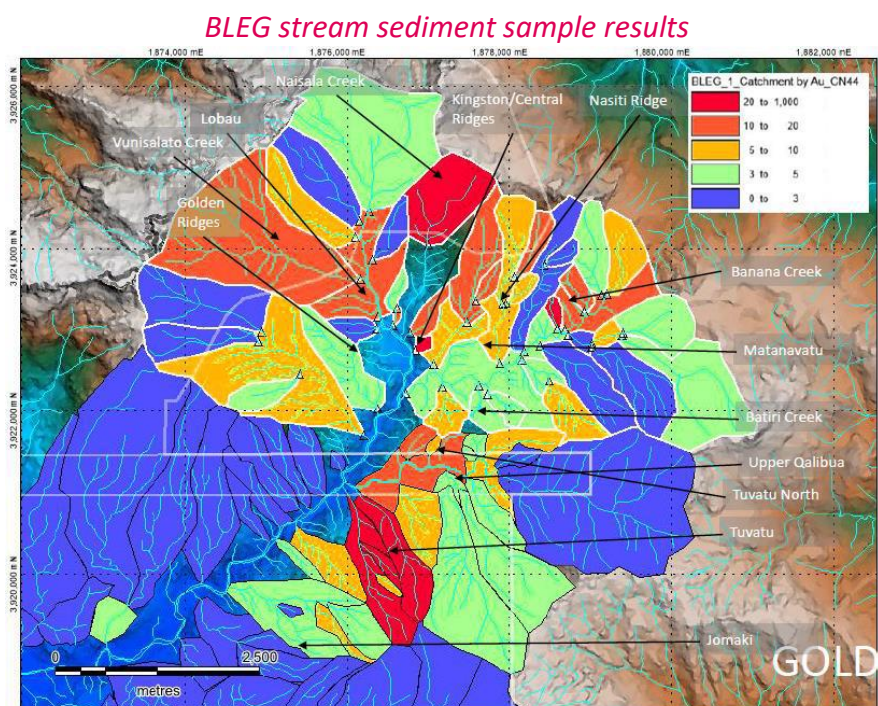 BLEG stream sediment sample results
1,874,000 mE
1,876,000 mE
1,878,000 mE
1,880,000 mE
1,882,000 mE
3,926,000 mN
3,924,000 mN
3,922,000 mN
3,920,000 mN
Naisala Creek
Kingston/Central
Ridges
Nasiti Ridge
Lobau
Vunisalato Creek
Golden
Ridges
BLEG_1_Catchment by Au_CN44
20 to 1,000
10 to 20
5 to 10
3 to 5
0 to 3
Banana Creek
Matanavatu
Batiri Creek
Upper Qalibua
Tuvatu North
Tuvatu
Jomaki
0 2,500
metres
GOLD